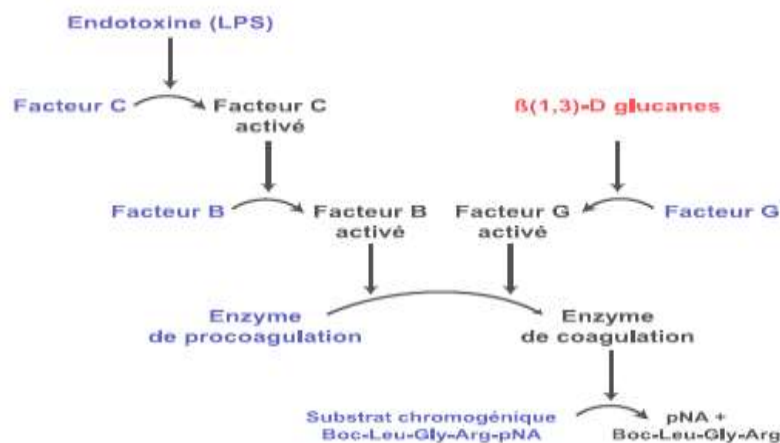 Endotoxine (LPS)
Facteur C
Facteur C
activé
ß(1,3)-D glucanes
Facteur B
Facteur B
activé
Facteur G
activé
Facteur G
Enzyme
de procoagulation
Enzyme
de coagulation
Substrat chromogénique
Boc-Leu-Gly-Arg-pNA
pNA +
Boc-Leu-Gly-Arg